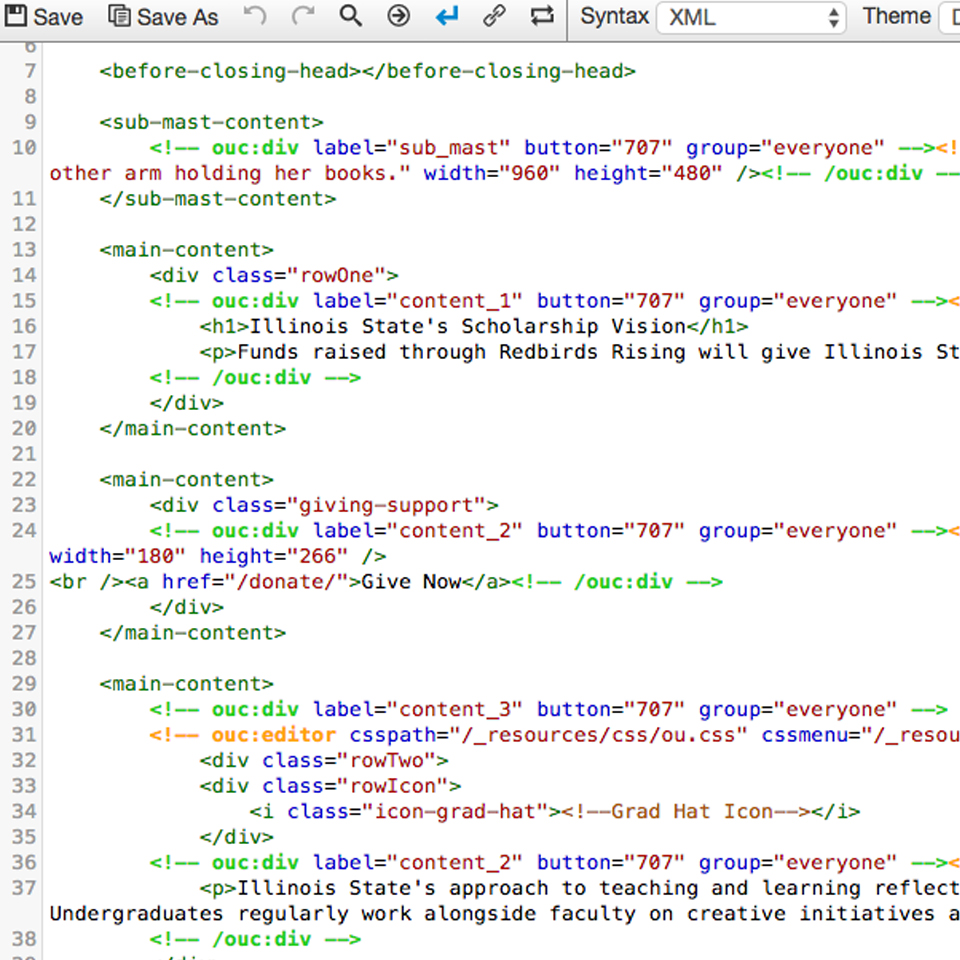 Save Save As Syntax XML Theme
6
7 <before-closing-head></before-closing-head>
8
9 <sub-mast-content>
10 <!-- ouc:div label="sub_mast" button="707" group="everyone" --><!
other arm holding her books." width="960" height="480" /><!-- /ouc:div --
11 </sub-mast-content>
12
13 <main-content>
14 <div class="rowOne">
15 <!-- ouc:div label="content_1" button="707" group="everyone" --><
16 <h1>Illinois State's Scholarship Vision</h1>
17 <p>Funds raised through Redbirds Rising will give Illinois St
18 <!-- /ouc:div -->
19 </div>
20 </main-content>
21
22 <main-content>
23 <div class="giving-support">
24 <!-- ouc:div label="content_2" button="707" group="everyone" --><
width="180" height="266" />
25 <br /><a href="/donate/">Give Now</a><!-- /ouc:div -->
26 </div>
27 </main-content>
28
29 <main-content>
30 <!-- ouc:div label="content_3" button="707" group="everyone" -->
31 <!-- ouc:editor csspath="/_resources/css/ou.css" cssmenu="/_resou
32 <div class="rowTwo">
33 <div class="rowIcon">
34 <i class="icon-grad-hat"><!--Grad Hat Icon--></i>
35 </div>
36 <!-- ouc:div label="content_2" button="707" group="everyone" --><
37 <p>Illinois State's approach to teaching and learning reflect
Undergraduates regularly work alongside faculty on creative initiatives a
38 <!-- /ouc:div -->